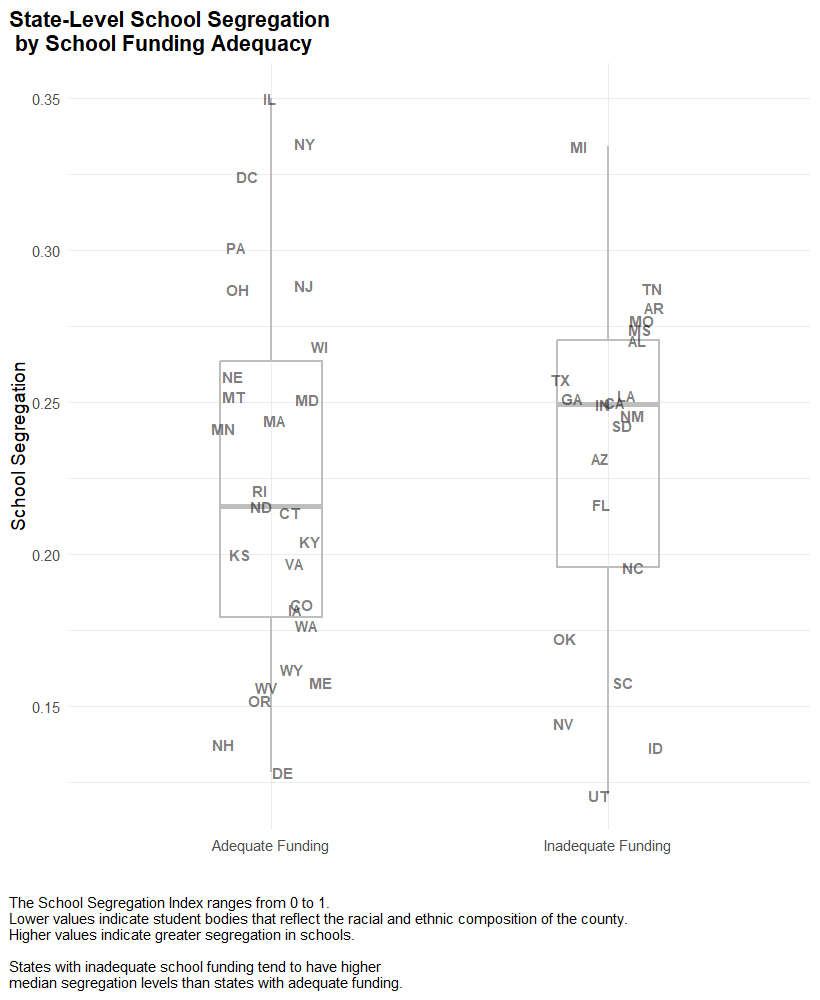 State-Level School Segregation
by School Funding Adequacy
School Segregation
0.35
0.30
0.25
0.20
0.15
IL
NY
DC
PA
OH
NJ
WI
NE
MT
MD
MA
MN
RI
ND
CT
KY
KS
VA
CO
IA
WA
WY
ME
WV
OR
NH
DE
MI
TN
AR
MO
MS
AL
TX
LA
GA
IN
CA
NM
SD
AZ
FL
NC
OK
SC
NV
ID
UT
Adequate Funding
Inadequate Funding
The School Segregation Index ranges from 0 to 1.
Lower values indicate student bodies that reflect the racial and ethnic composition of the county.
Higher values indicate greater segregation in schools.
States with inadequate school funding tend to have higher
median segregation levels than states with adequate funding.